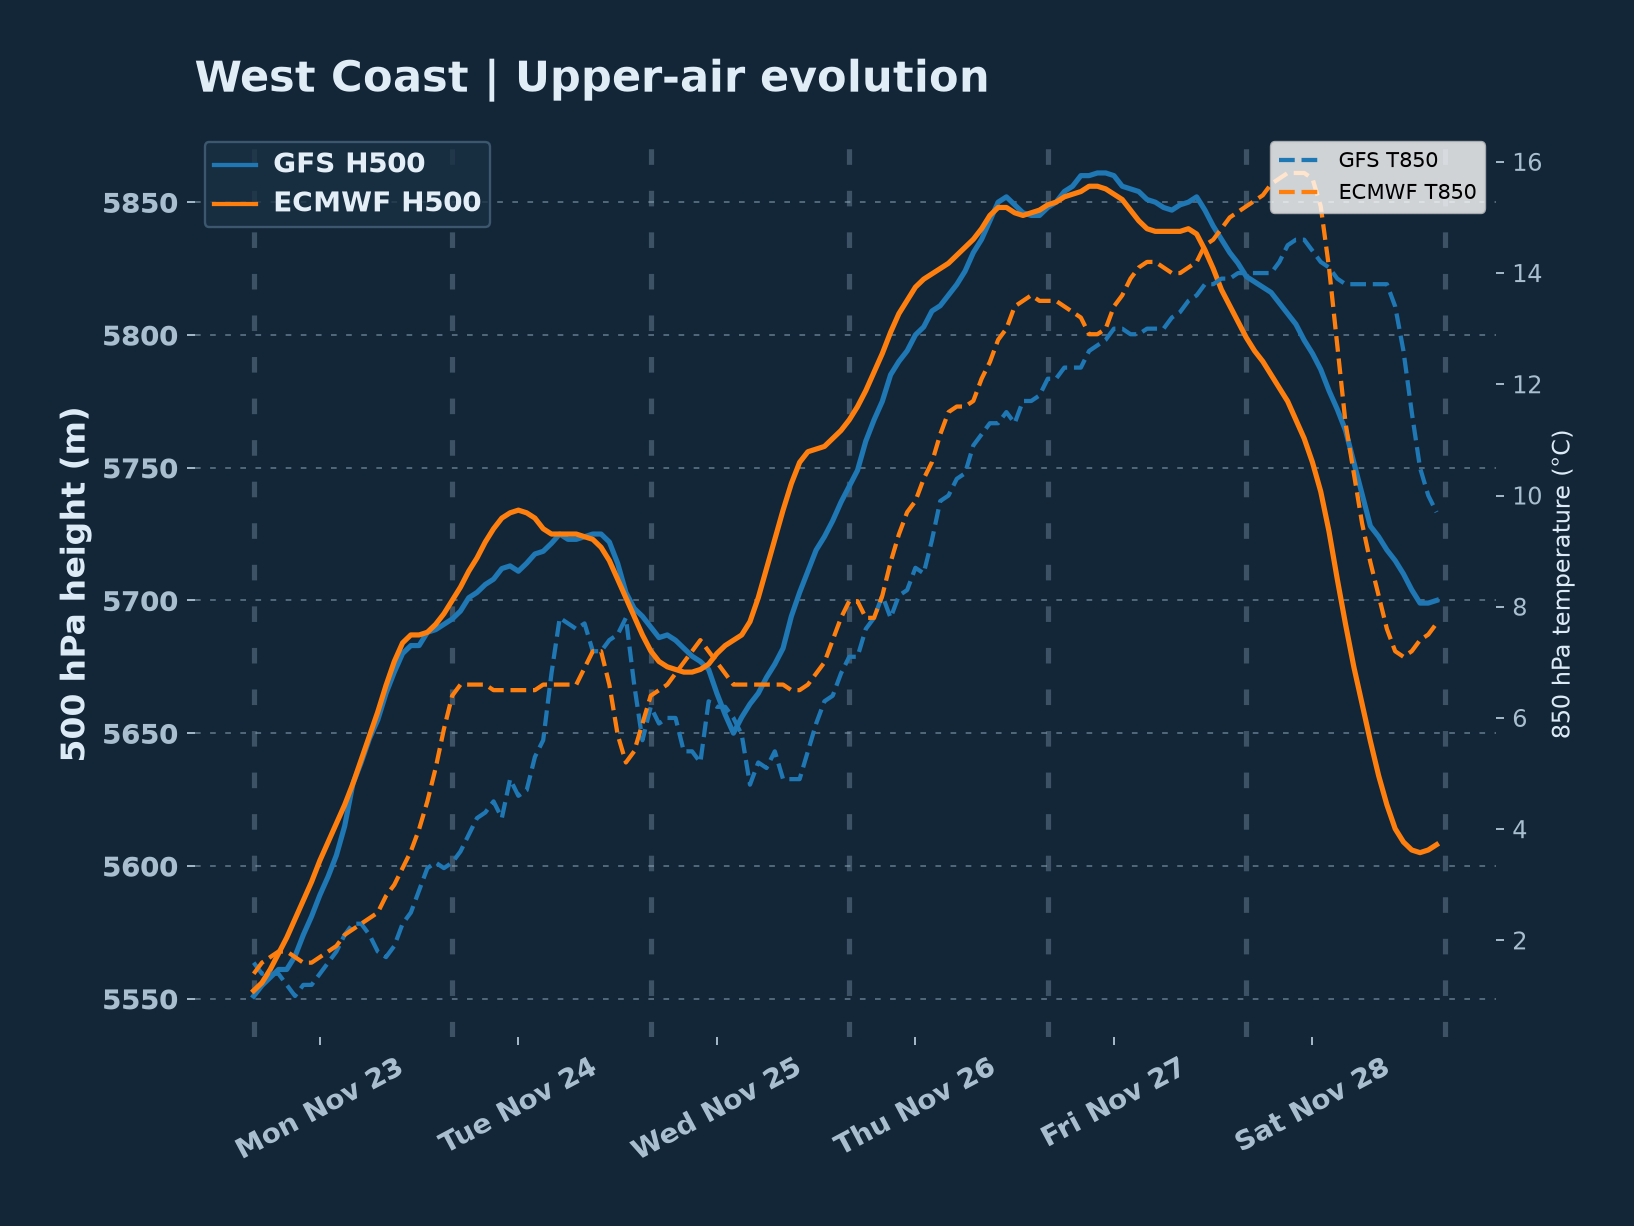 West Coast | Upper-air evolution
GFS H500
ECMWF H500
GFS T850
ECMWF T850
500 hPa height (m)
5850
5800
5750
5700
5650
5600
5550
850 hPa temperature (°C)
16
14
12
10
8
6
4
2
Mon Nov 23
Tue Nov 24
Wed Nov 25
Thu Nov 26
Fri Nov 27
Sat Nov 28